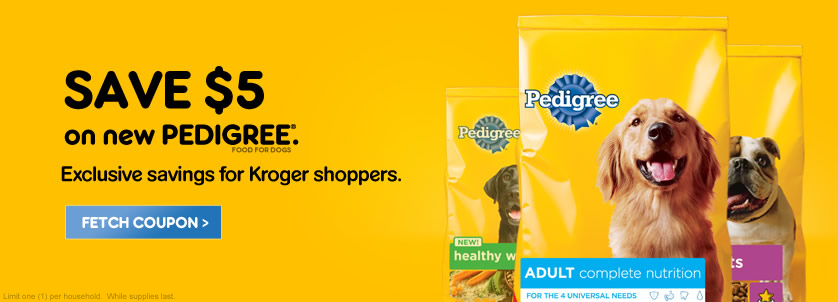 SAVE $5
on new PEDIGREE®.
FOOD FOR DOGS
Exclusive savings for Kroger shoppers.
FETCH COUPON >
Limit one (1) per household. While supplies last.
Pedigree
NEW!
healthy w
Pedigree
ADULT complete nutrition
FOR THE 4 UNIVERSAL NEEDS
ts